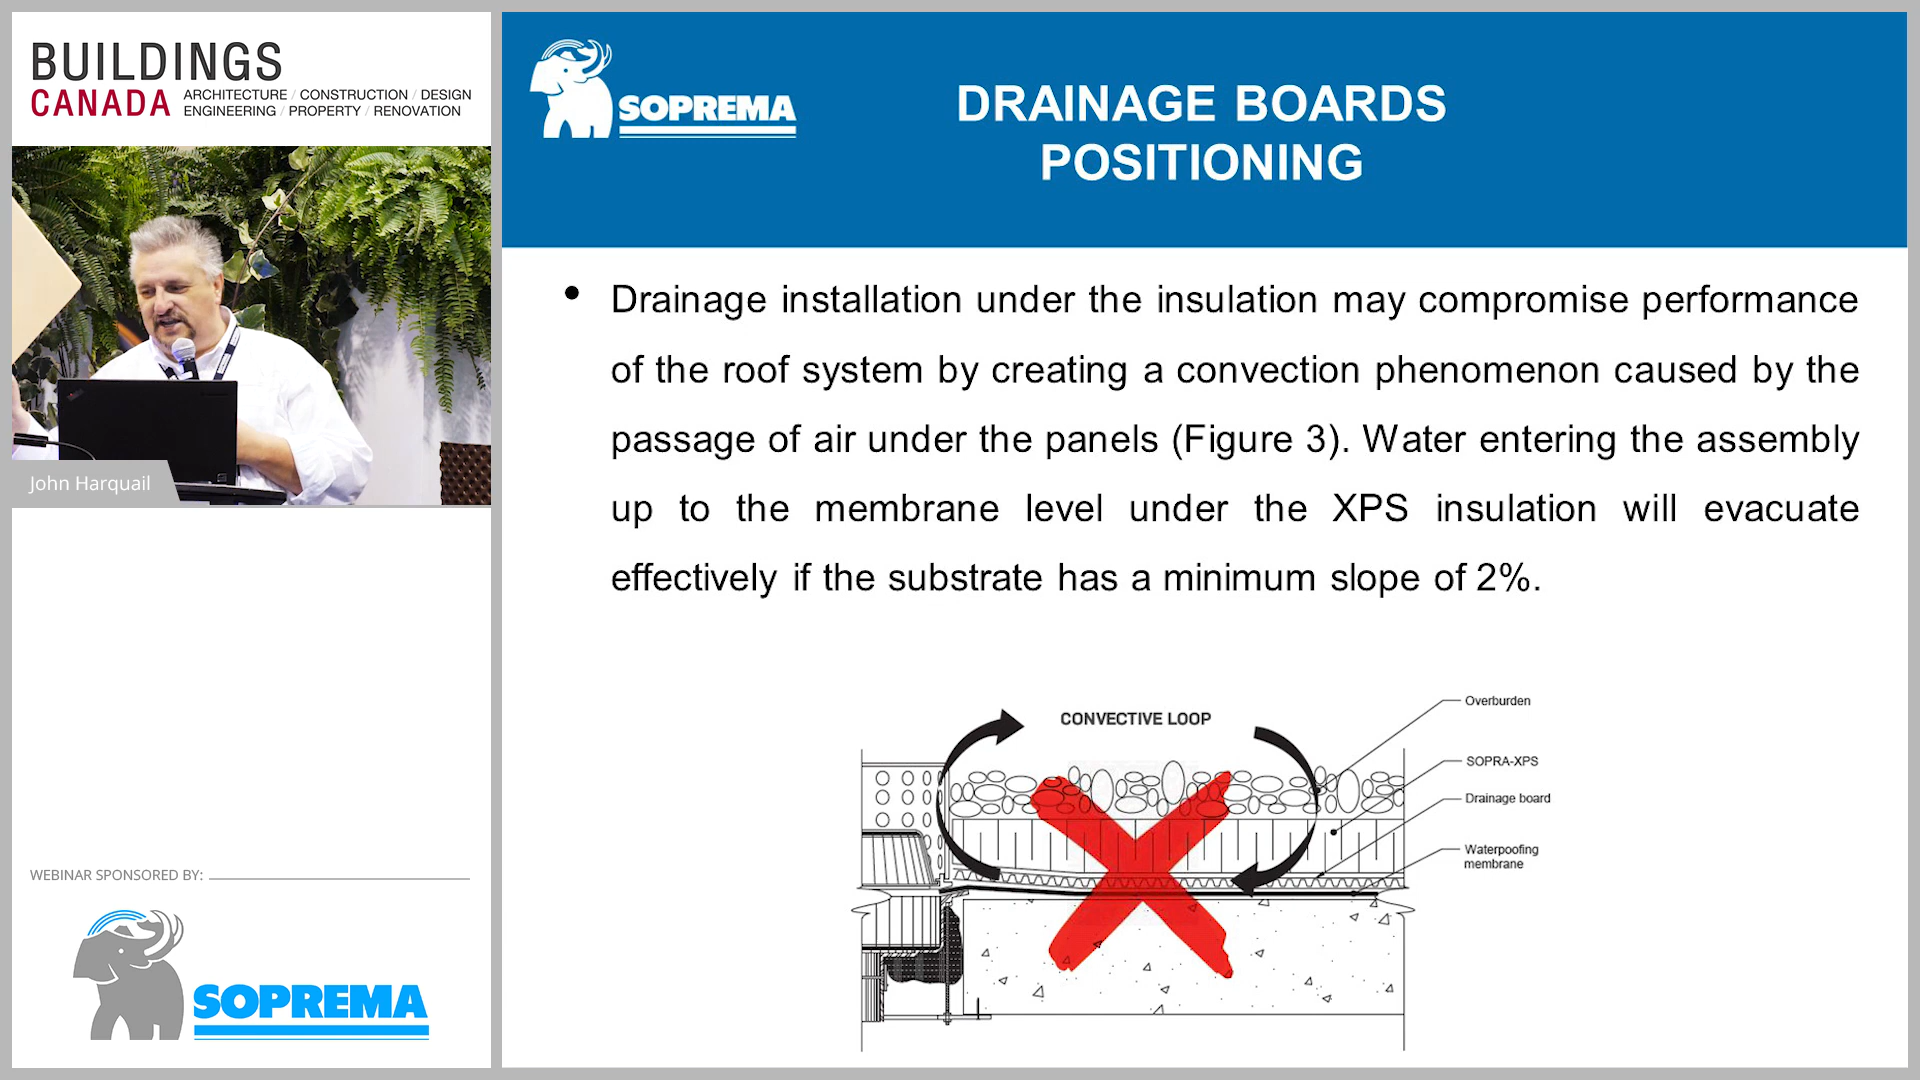 BUILDINGS
CANADA
ARCHITECTURE / CONSTRUCTION / DESIGN
ENGINEERING / PROPERTY / RENOVATION
John Harquail
WEBINAR SPONSORED BY:
SOPREMA
SOPREMA
DRAINAGE BOARDS
POSITIONING
• Drainage installation under the insulation may compromise performance
of the roof system by creating a convection phenomenon caused by the
passage of air under the panels (Figure 3). Water entering the assembly
up to the membrane level under the XPS insulation will evacuate
effectively if the substrate has a minimum slope of 2%.
CONVECTIVE LOOP
Overburden
SOPRA-XPS
Drainage board
Waterpoofing
membrane